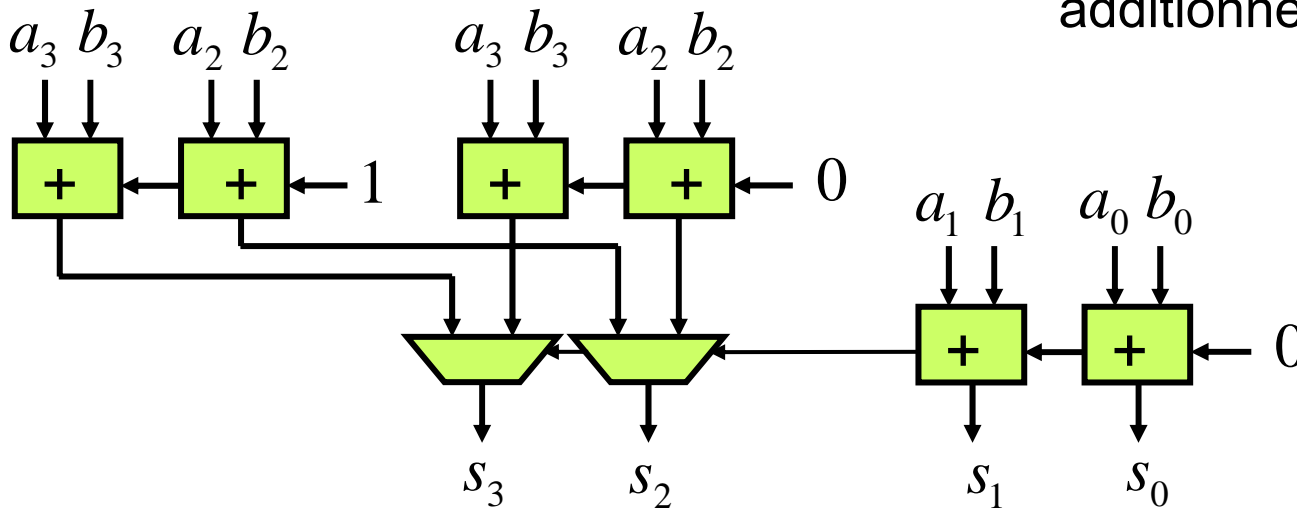 a₃ b₃ a₂ b₂ a₃ b₃ a₂ b₂
+ + 1 + + 0
a₁ b₁ a₀ b₀
+ + 0
s₃ s₂ s₁ s₀